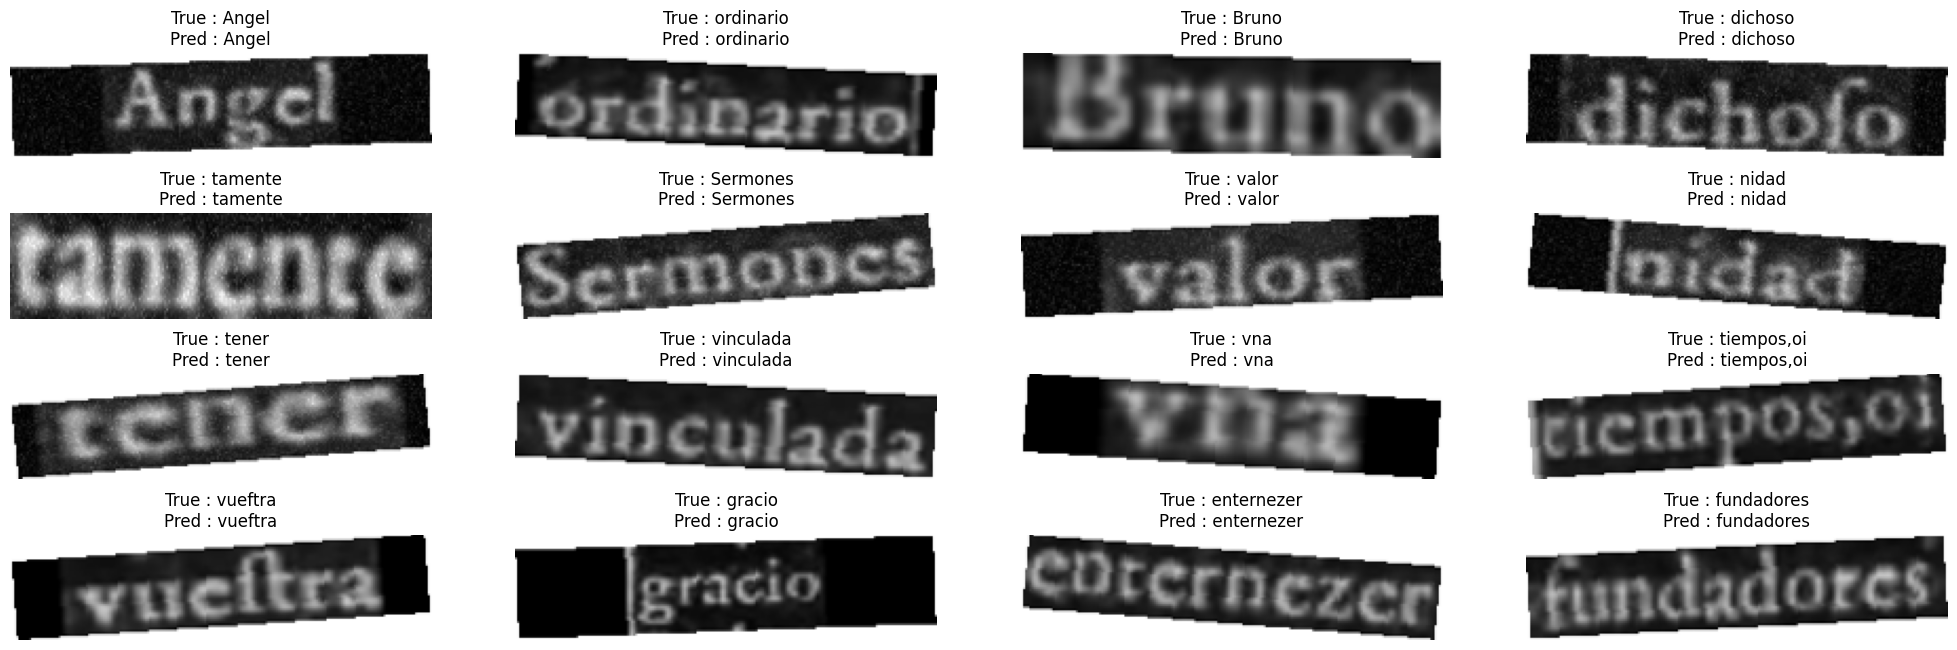 True : Angel
Pred : Angel
Angel
True : ordinario
Pred : ordinario
ordinario
True : Bruno
Pred : Bruno
Bruno
True : dichoso
Pred : dichoso
dichoſo
True : tamente
Pred : tamente
tamente
True : Sermones
Pred : Sermones
Sermones
True : valor
Pred : valor
valor
True : nidad
Pred : nidad
nidad
True : tener
Pred : tener
tener
True : vinculada
Pred : vinculada
vinculada
True : vna
Pred : vna
vna
True : tiempos,oi
Pred : tiempos,oi
tiempos,oi
True : vueftra
Pred : vueftra
vueſtra
True : gracio
Pred : gracio
gracio
True : enternezer
Pred : enternezer
enternezer
True : fundadores
Pred : fundadores
fundadores